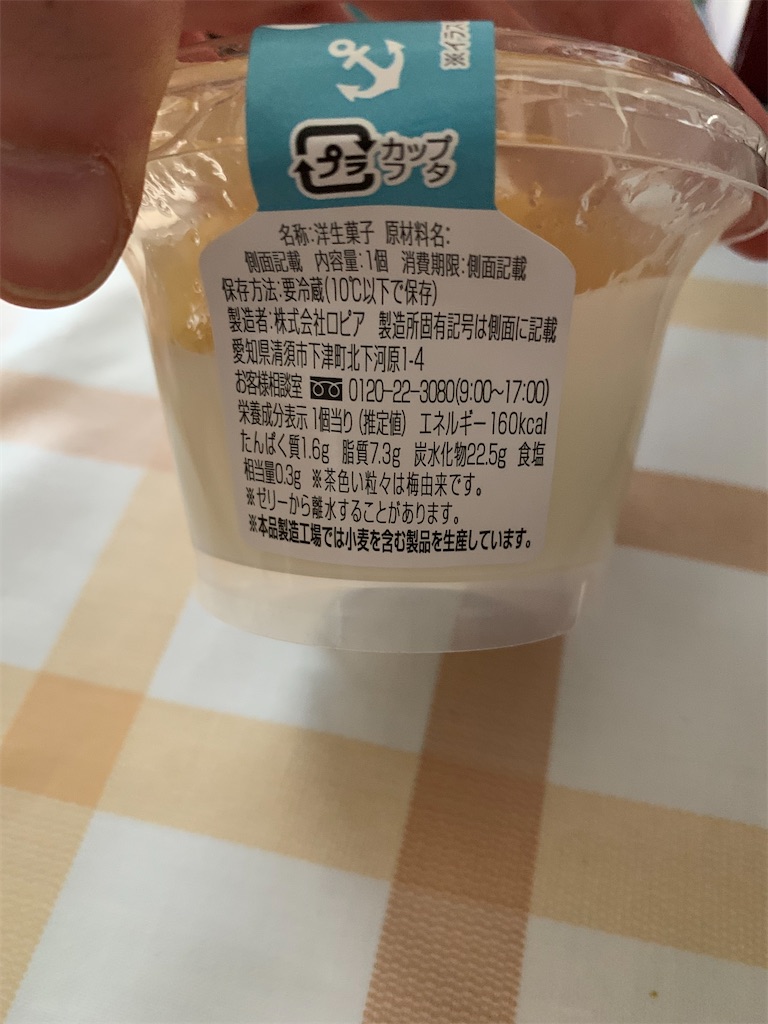 ※イラス
プラ カップ
フタ
名称:洋生菓子 原材料名:
側面記載 内容量:1個 消費期限:側面記載
保存方法:要冷蔵(10℃以下で保存)
製造者:株式会社ロピア 製造所固有記号は側面に記載
愛知県清須市下津町北下河原1-4
お客様相談室 0120-22-3080(9:00~17:00)
栄養成分表示 1個当り (推定値) エネルギー160kcal
たんぱく質1.6g 脂質7.3g 炭水化物22.5g 食塩
相当量0.3g ※茶色い粒々は梅由来です。
※ゼリーから離水することがあります。
※本品製造工場では小麦を含む製品を生産しています。